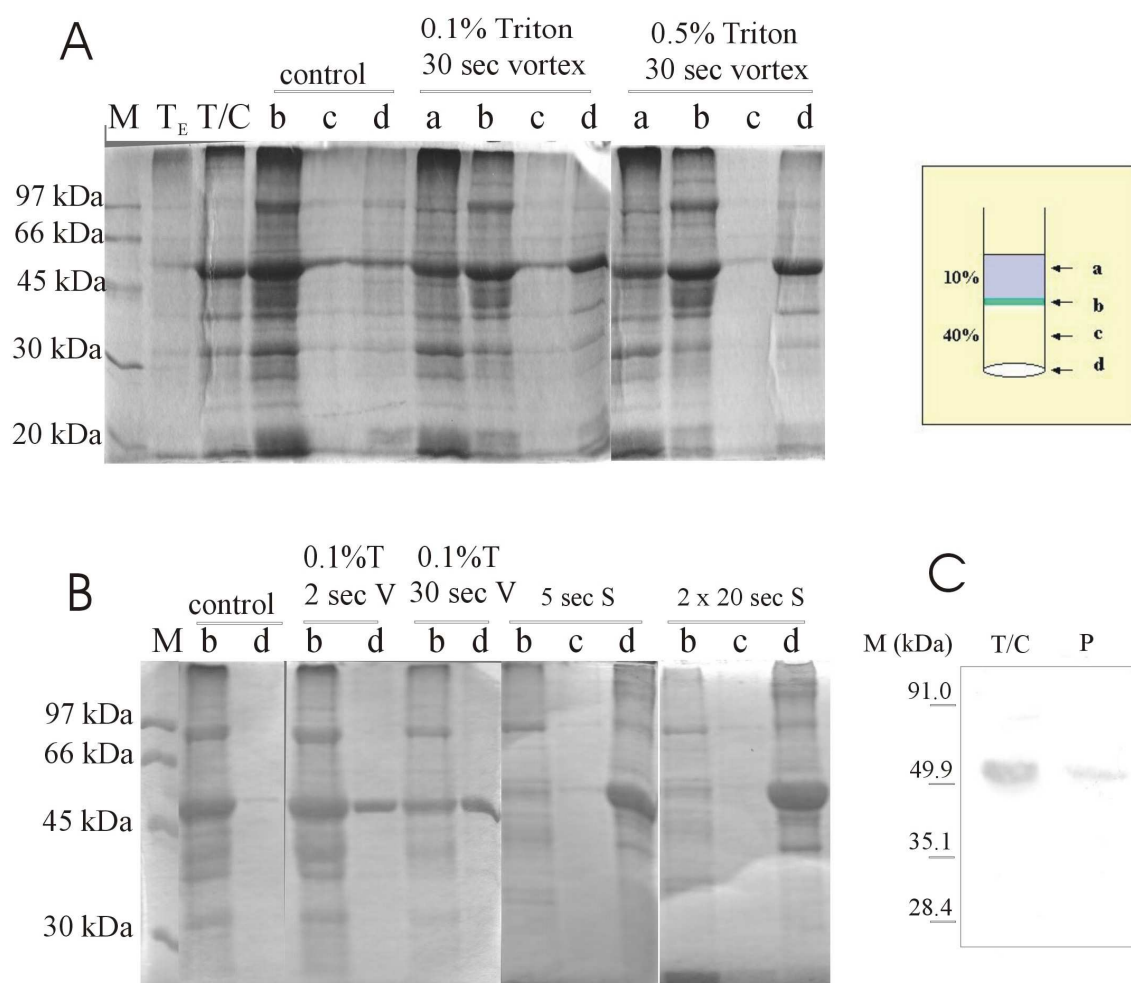 A
0.1% Triton 0.5% Triton
30 sec vortex 30 sec vortex
control
M TE T/C b c d a b c d a b c d
97 kDa
66 kDa
45 kDa
30 kDa
20 kDa
10%
40%
a
b
c
d
B
0.1%T 0.1%T
2 sec V 30 sec V
control 5 sec S 2 x 20 sec S
M b d b d b d b c d b c d
97 kDa
66 kDa
45 kDa
30 kDa
C
M (kDa) T/C P
91.0
49.9
35.1
28.4